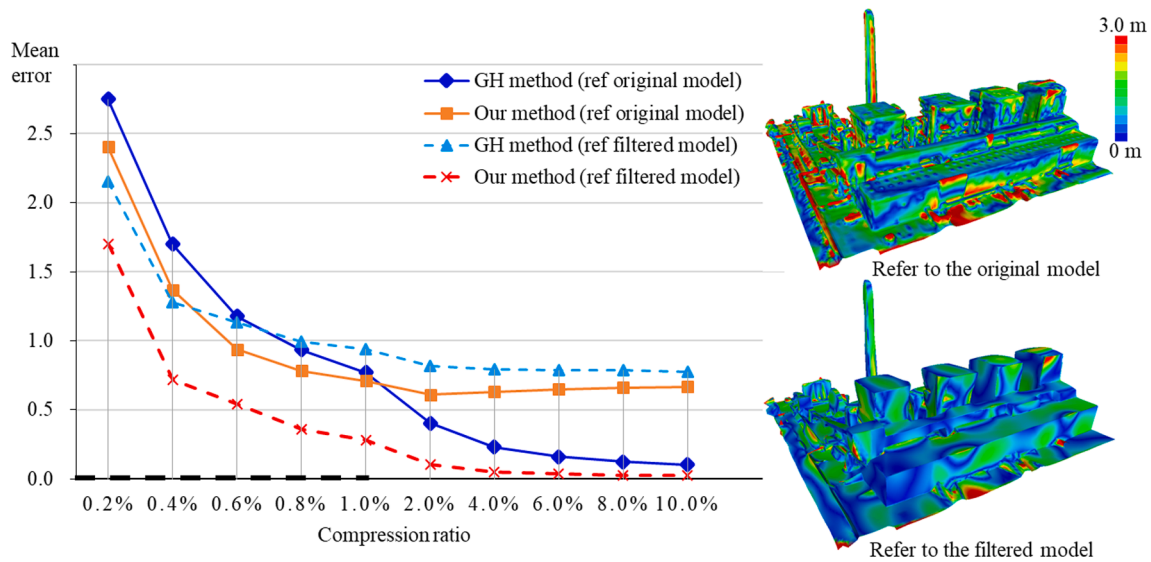 Mean
error
2.5
2.0
1.5
1.0
0.5
0.0
GH method (ref original model)
Our method (ref original model)
GH method (ref filtered model)
Our method (ref filtered model)
0.2% 0.4% 0.6% 0.8% 1.0% 2.0% 4.0% 6.0% 8.0% 10.0%
Compression ratio
3.0 m
0 m
Refer to the original model
Refer to the filtered model